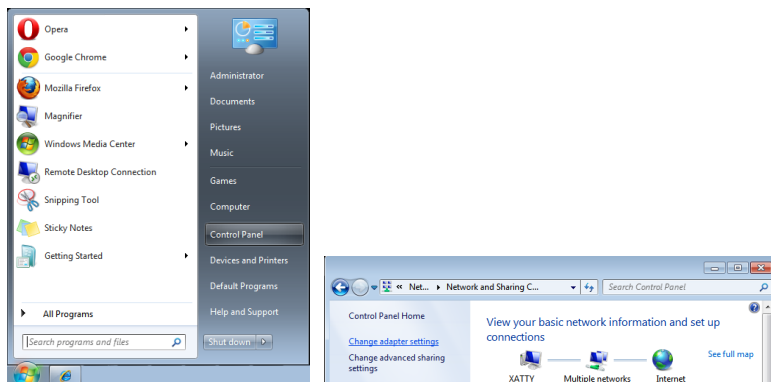 Opera
Google Chrome
Mozilla Firefox
Magnifier
Windows Media Center
Remote Desktop Connection
Snipping Tool
Sticky Notes
Getting Started
All Programs
Search programs and files
Administrator
Documents
Pictures
Music
Games
Computer
Control Panel
Devices and Printers
Default Programs
Help and Support
Shut down
« Net... Network and Sharing C...
Search Control Panel
Control Panel Home
Change adapter settings
Change advanced sharing
settings
View your basic network information and set up
connections
See full map
XATTY Multiple networks Internet